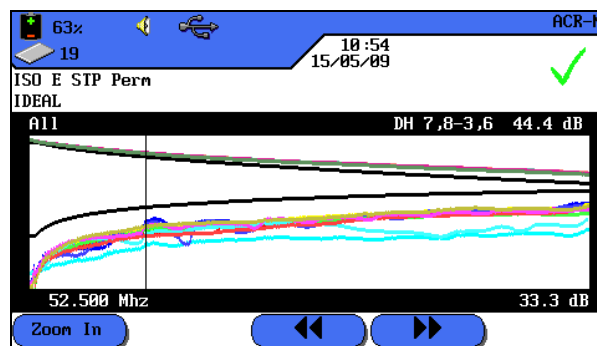 63% ACR-N
19 10:54
15/05/09
ISO E STP Perm
IDEAL
All DH 7,8-3,6 44.4 dB
52.500 Mhz 33.3 dB
Zoom In